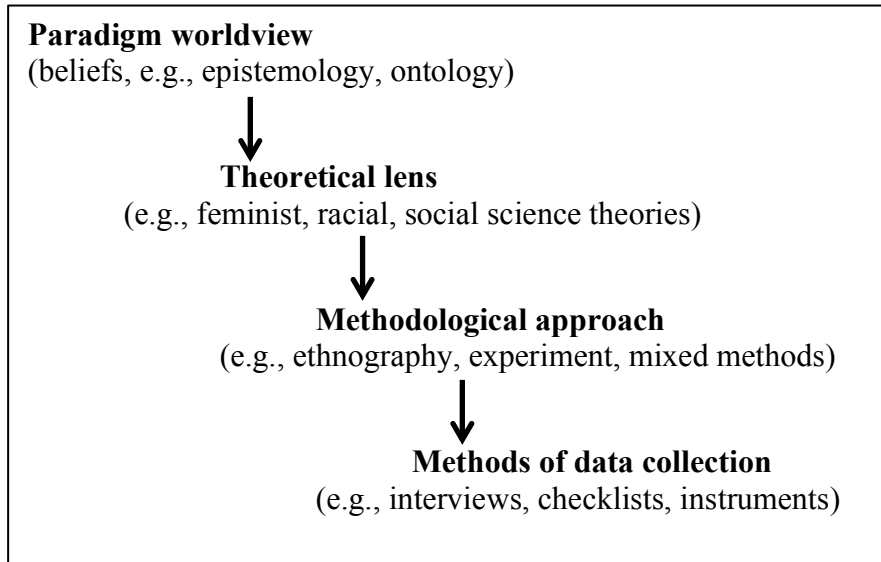 Paradigm worldview
(beliefs, e.g., epistemology, ontology)
Theoretical lens
(e.g., feminist, racial, social science theories)
Methodological approach
(e.g., ethnography, experiment, mixed methods)
Methods of data collection
(e.g., interviews, checklists, instruments)